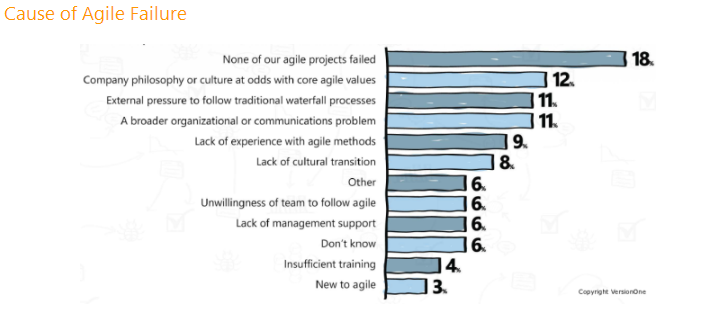 Cause of Agile Failure
None of our agile projects failed 18%
Company philosophy or culture at odds with core agile values 12%
External pressure to follow traditional waterfall processes 11%
A broader organizational or communications problem 11%
Lack of experience with agile methods 9%
Lack of cultural transition 8%
Other 6%
Unwillingness of team to follow agile 6%
Lack of management support 6%
Don't know 6%
Insufficient training 4%
New to agile 3%
Copyright VersionOne